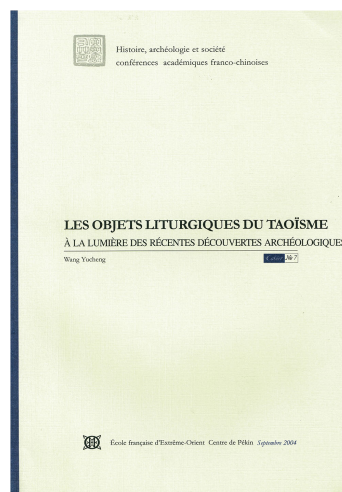 Histoire, archéologie et société
conférences académiques franco-chinoises
LES OBJETS LITURGIQUES DU TAOÏSME
À LA LUMIÈRE DES RÉCENTES DÉCOUVERTES ARCHÉOLOGIQUES
Wang Yucheng
Cahier № 7
École française d'Extrême-Orient Centre de Pékin Septembre 2004